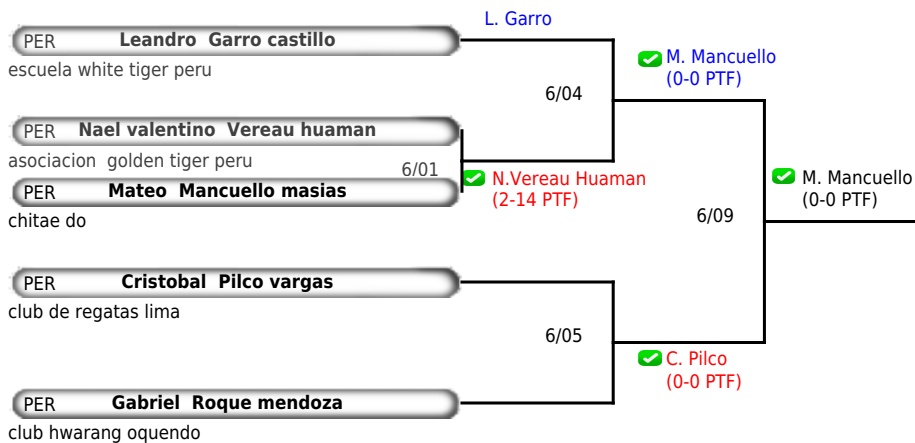 L. Garro
PER Leandro Garro castillo
escuela white tiger peru
M. Mancuello
(0-0 PTF)
6/04
PER Nael valentino Vereau huaman
asociacion golden tiger peru
6/01
PER Mateo Mancuello masias
chitae do
N.Vereau Huaman
(2-14 PTF)
M. Mancuello
(0-0 PTF)
6/09
PER Cristobal Pilco vargas
club de regatas lima
6/05
C. Pilco
(0-0 PTF)
PER Gabriel Roque mendoza
club hwarang oquendo